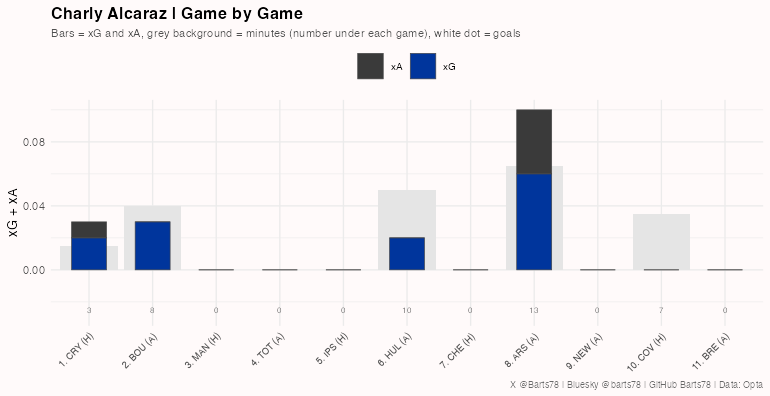 Charly Alcaraz | Game by Game
Bars = xG and xA, grey background = minutes (number under each game), white dot = goals
xA xG
xG + xA
0.08
0.04
0.00
3 8 0 0 0 10 0 13 0 7 0
1. CRY (H) 2. BOU (A) 3. MAN (H) 4. TOT (A) 5. IPS (H) 6. HUL (A) 7. CHE (H) 8. ARS (A) 9. NEW (A) 10. COV (H) 11. BRE (A)
X @Barts78 | Bluesky @barts78 | GitHub Barts78 | Data: Opta